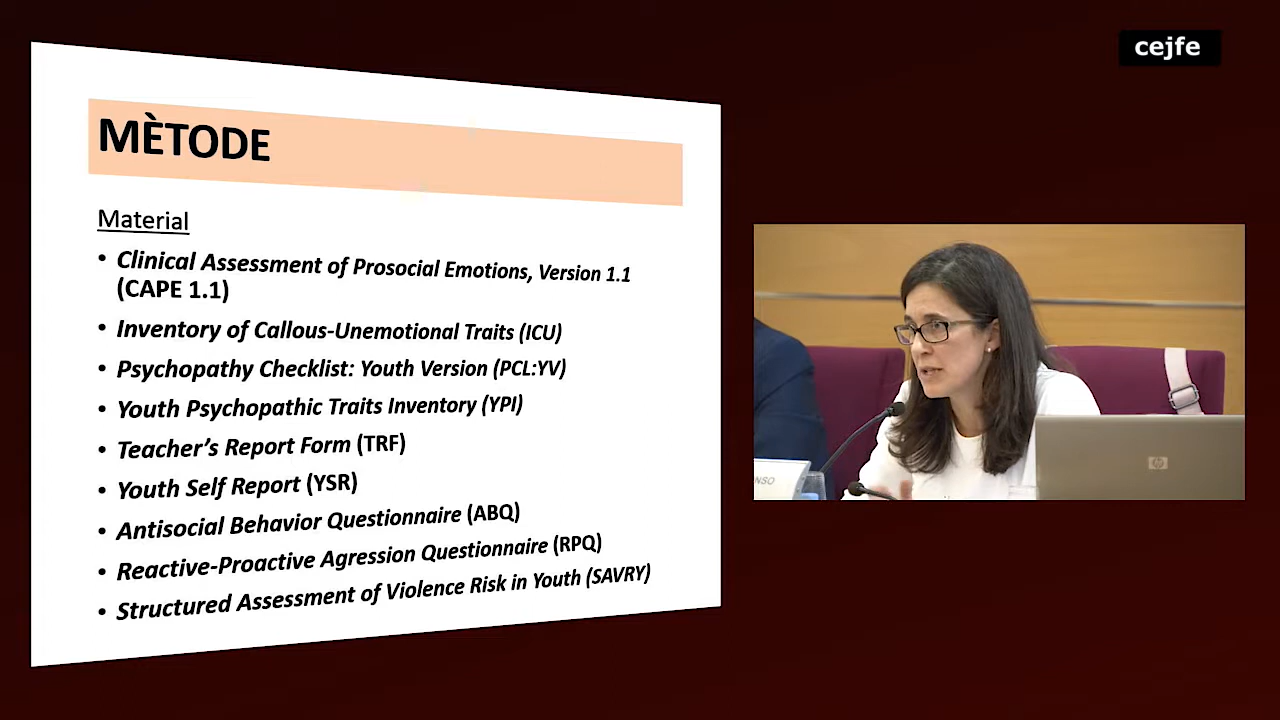 cejfe
MÈTODE
Material
• Clinical Assessment of Prosocial Emotions, Version 1.1
(CAPE 1.1)
• Inventory of Callous-Unemotional Traits (ICU)
• Psychopathy Checklist: Youth Version (PCL:YV)
• Youth Psychopathic Traits Inventory (YPI)
• Teacher's Report Form (TRF)
• Youth Self Report (YSR)
• Antisocial Behavior Questionnaire (ABQ)
• Reactive-Proactive Agression Questionnaire (RPQ)
• Structured Assessment of Violence Risk in Youth (SAVRY)
NSO
hp